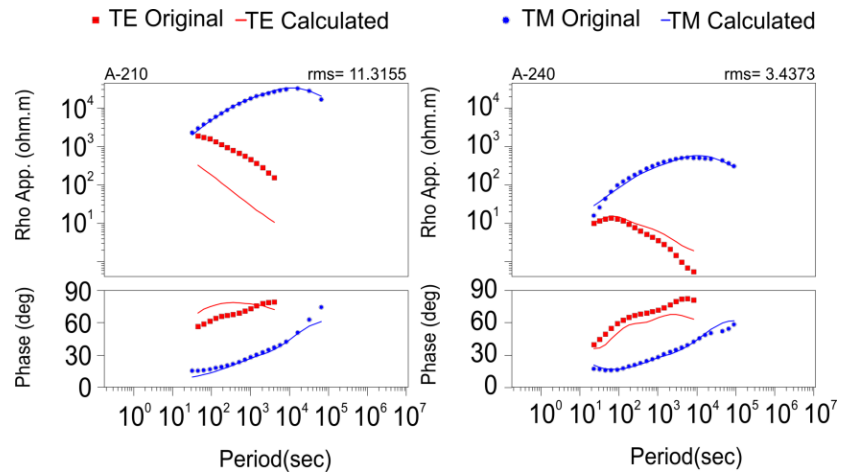 TE Original TE Calculated TM Original TM Calculated
A-210 rms= 11.3155
Rho App. (ohm.m)
10^4
10^3
10^2
10^1
Phase (deg)
90
60
30
0
10^0 10^1 10^2 10^3 10^4 10^5 10^6 10^7
Period(sec)
A-240 rms= 3.4373
Rho App. (ohm.m)
10^4
10^3
10^2
10^1
Phase (deg)
90
60
30
0
10^0 10^1 10^2 10^3 10^4 10^5 10^6 10^7
Period(sec)